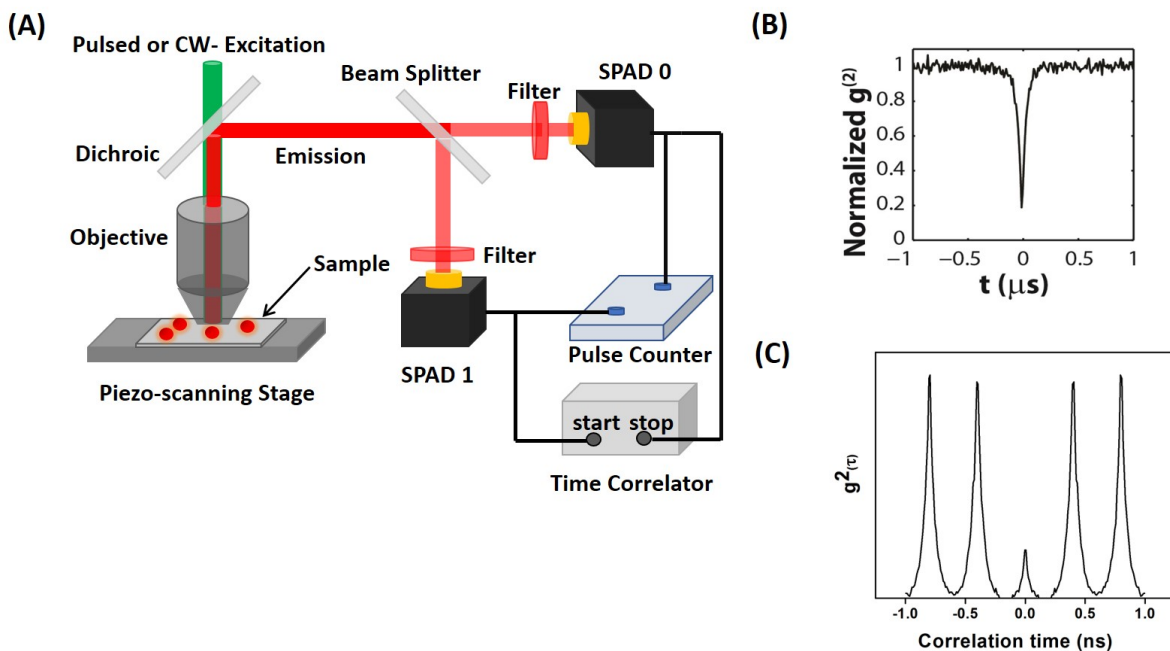 (A)
Pulsed or CW- Excitation
Beam Splitter
SPAD 0
Filter
Dichroic
Emission
Objective
Filter
Sample
SPAD 1
Pulse Counter
Piezo-scanning Stage
start stop
Time Correlator
(B)
Normalized g(2)
1
0.8
0.6
0.4
0.2
0
−1 −0.5 0 0.5 1
t (μs)
(C)
g2(τ)
-1.0 -0.5 0.0 0.5 1.0
Correlation time (ns)